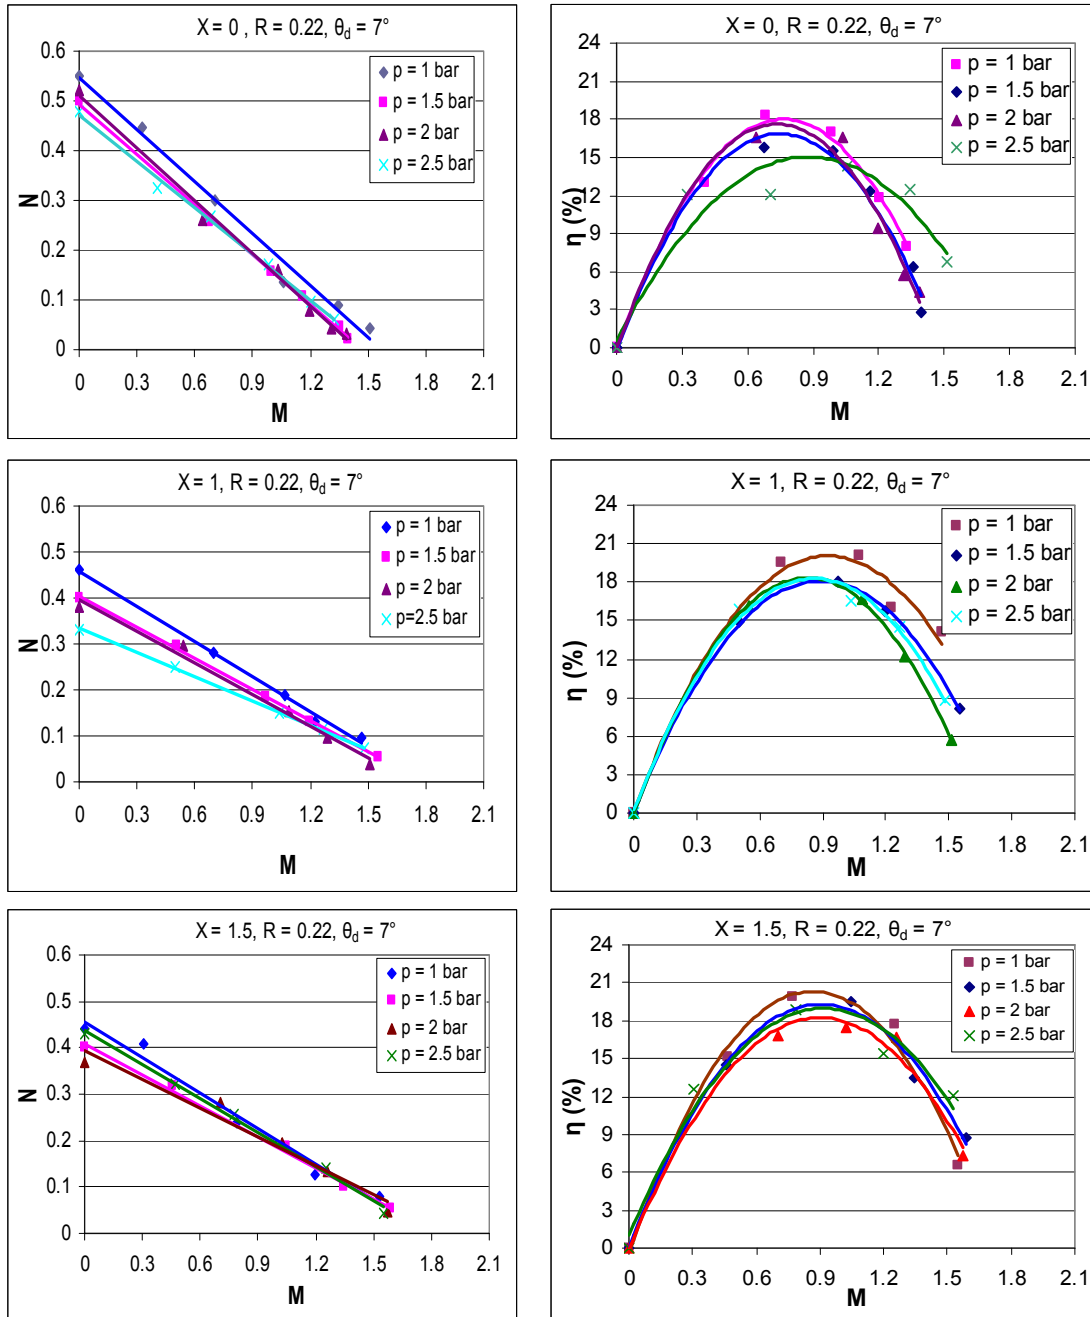 X = 0 , R = 0.22, θd = 7°
0.6
0.5
0.4
0.3
0.2
0.1
0
N
p = 1 bar
p = 1.5 bar
p = 2 bar
p = 2.5 bar
0 0.3 0.6 0.9 1.2 1.5 1.8 2.1
M
X = 0, R = 0.22, θd = 7°
24
21
18
15
12
9
6
3
0
η (%)
p = 1 bar
p = 1.5 bar
p = 2 bar
p = 2.5 bar
0 0.3 0.6 0.9 1.2 1.5 1.8 2.1
M
X = 1, R = 0.22, θd = 7°
0.6
0.5
0.4
0.3
0.2
0.1
0
N
p = 1 bar
p = 1.5 bar
p = 2 bar
p=2.5 bar
0 0.3 0.6 0.9 1.2 1.5 1.8 2.1
M
X = 1, R = 0.22, θd = 7°
24
21
18
15
12
9
6
3
0
η (%)
p = 1 bar
p = 1.5 bar
p = 2 bar
p = 2.5 bar
0 0.3 0.6 0.9 1.2 1.5 1.8 2.1
M
X = 1.5, R = 0.22, θd = 7°
0.6
0.5
0.4
0.3
0.2
0.1
0
N
p = 1 bar
p = 1.5 bar
p = 2 bar
p = 2.5 bar
0 0.3 0.6 0.9 1.2 1.5 1.8 2.1
M
X = 1.5, R = 0.22, θd = 7°
24
21
18
15
12
9
6
3
0
η (%)
p = 1 bar
p = 1.5 bar
p = 2 bar
p = 2.5 bar
0 0.3 0.6 0.9 1.2 1.5 1.8 2.1
M